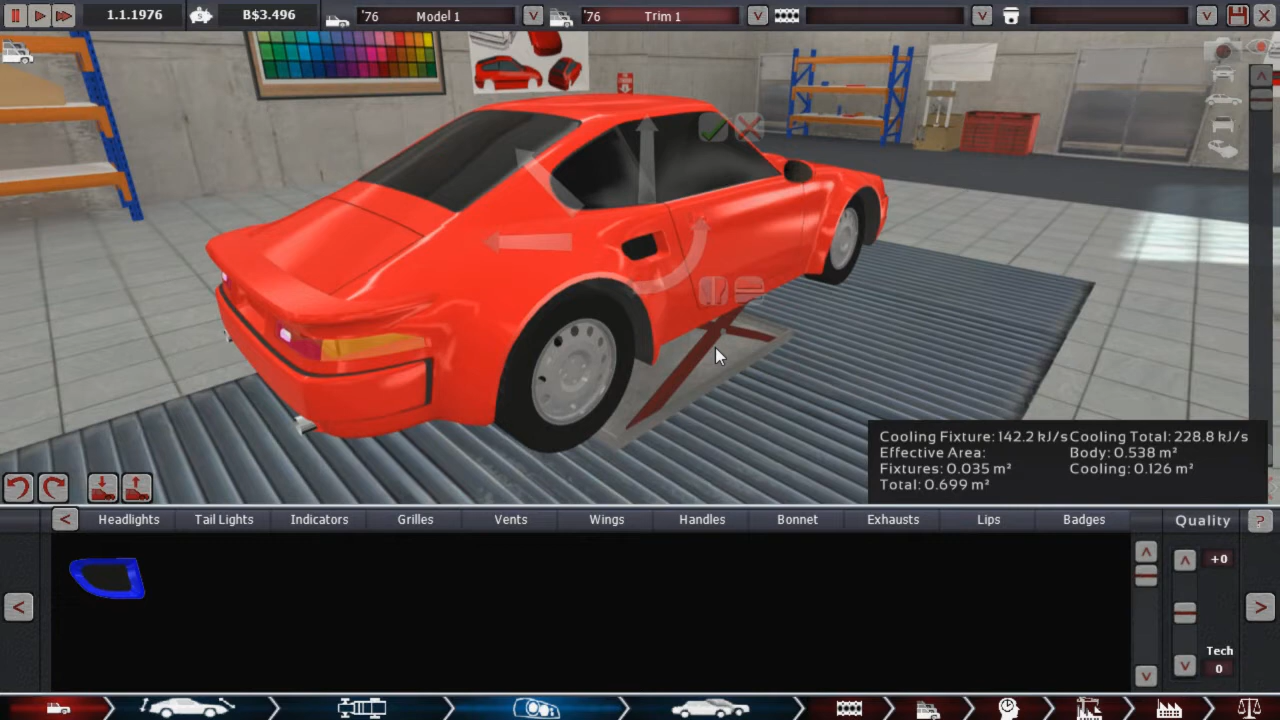 1.1.1976 B$3.496 '76 Model 1 '76 Trim 1
Cooling Fixture: 142.2 kJ/s Cooling Total: 228.8 kJ/s
Effective Area: Body: 0.538 m²
Fixtures: 0.035 m² Cooling: 0.126 m²
Total: 0.699 m²
Headlights Tail Lights Indicators Grilles Vents Wings Handles Bonnet Exhausts Lips Badges Quality ?
+0
Tech
0